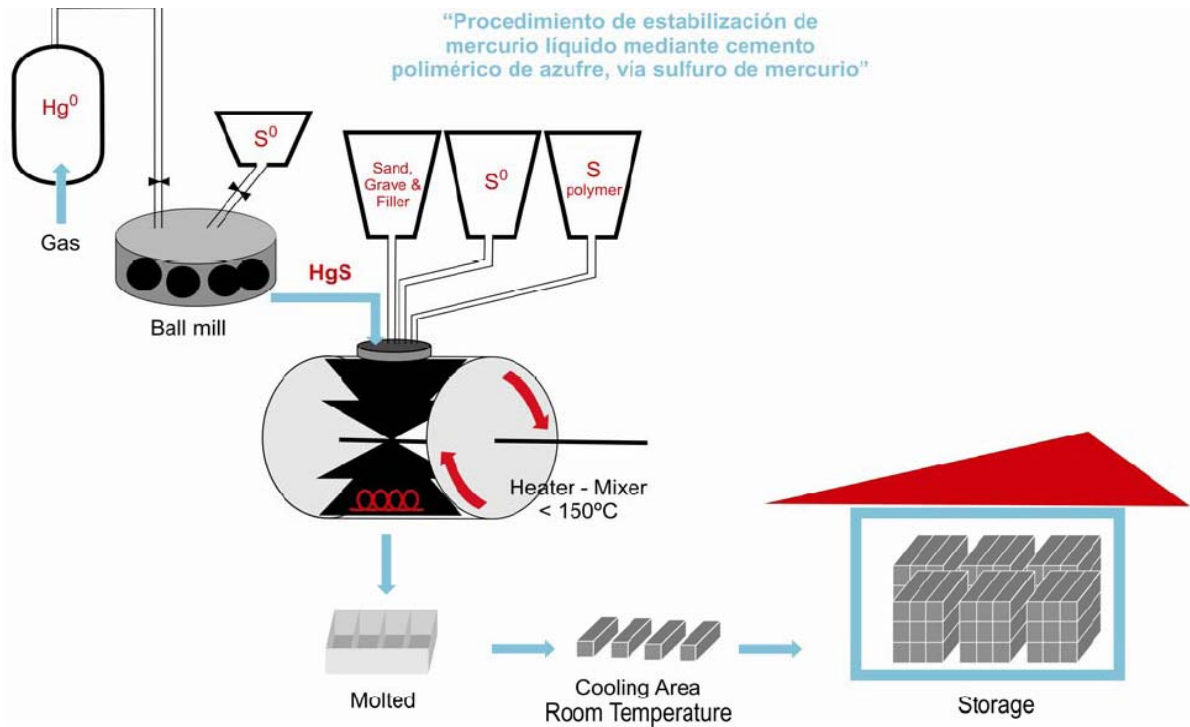 “Procedimiento de estabilización de
mercurio líquido mediante cemento
polimérico de azufre, vía sulfuro de mercurio”
Hg⁰
S⁰
Sand,
Grave &
Filler
S⁰
S
polymer
Gas
HgS
Ball mill
Heater - Mixer
< 150ºC
Molted
Cooling Area
Room Temperature
Storage